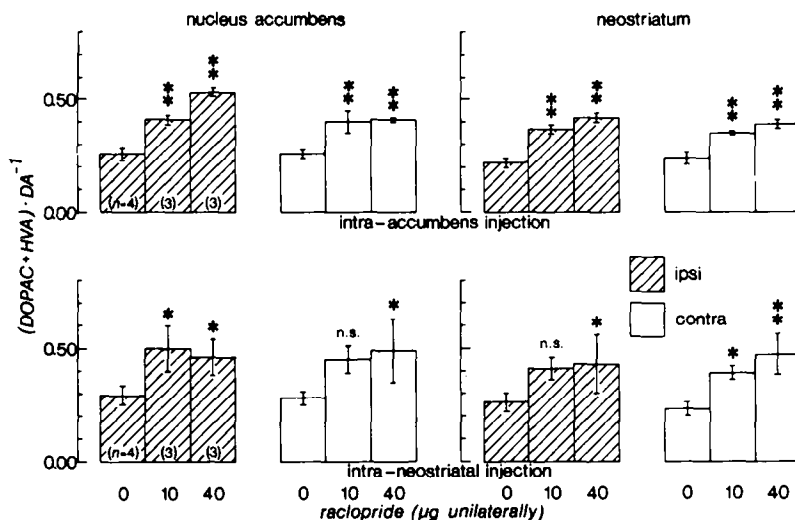 nucleus accumbens
neostriatum
(DOPAC+HVA)·DA⁻¹
0.50
0.00
** ** ** ** ** ** ** **
(n=4) (3) (3)
intra-accumbens injection
ipsi
contra
0.50
0.00
* * n.s. * n.s. * * **
(n=4) (3) (3)
intra-neostriatal injection
0 10 40 0 10 40 0 10 40 0 10 40
raclopride (μg unilaterally)